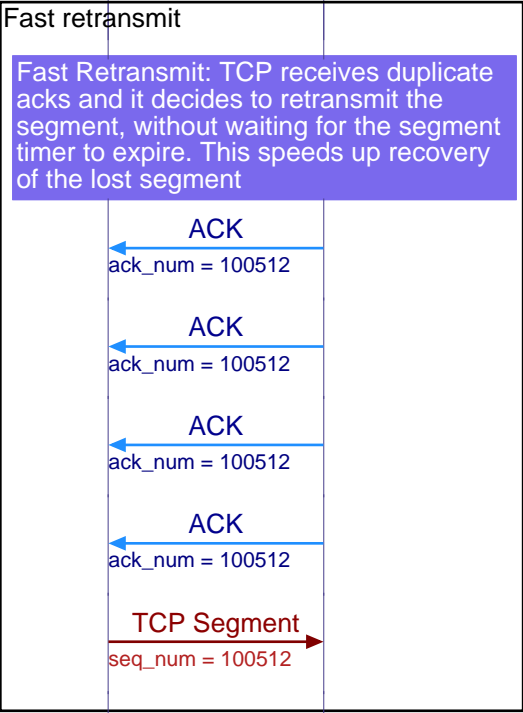 Fast retransmit
Fast Retransmit: TCP receives duplicate
acks and it decides to retransmit the
segment, without waiting for the segment
timer to expire. This speeds up recovery
of the lost segment
ACK
ack_num = 100512
ACK
ack_num = 100512
ACK
ack_num = 100512
ACK
ack_num = 100512
TCP Segment
seq_num = 100512